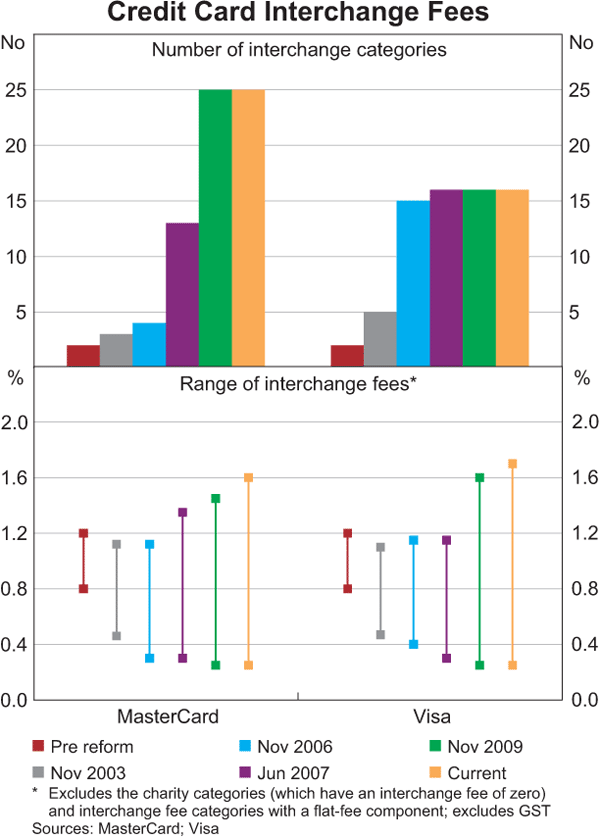 Credit Card Interchange Fees
No No
Number of interchange categories
25 25
20 20
15 15
10 10
5 5
% %
Range of interchange fees*
2.0 2.0
1.6 1.6
1.2 1.2
0.8 0.8
0.4 0.4
0.0 0.0
MasterCard Visa
Pre reform Nov 2006 Nov 2009
Nov 2003 Jun 2007 Current
* Excludes the charity categories (which have an interchange fee of zero)
and interchange fee categories with a flat-fee component; excludes GST
Sources: MasterCard; Visa